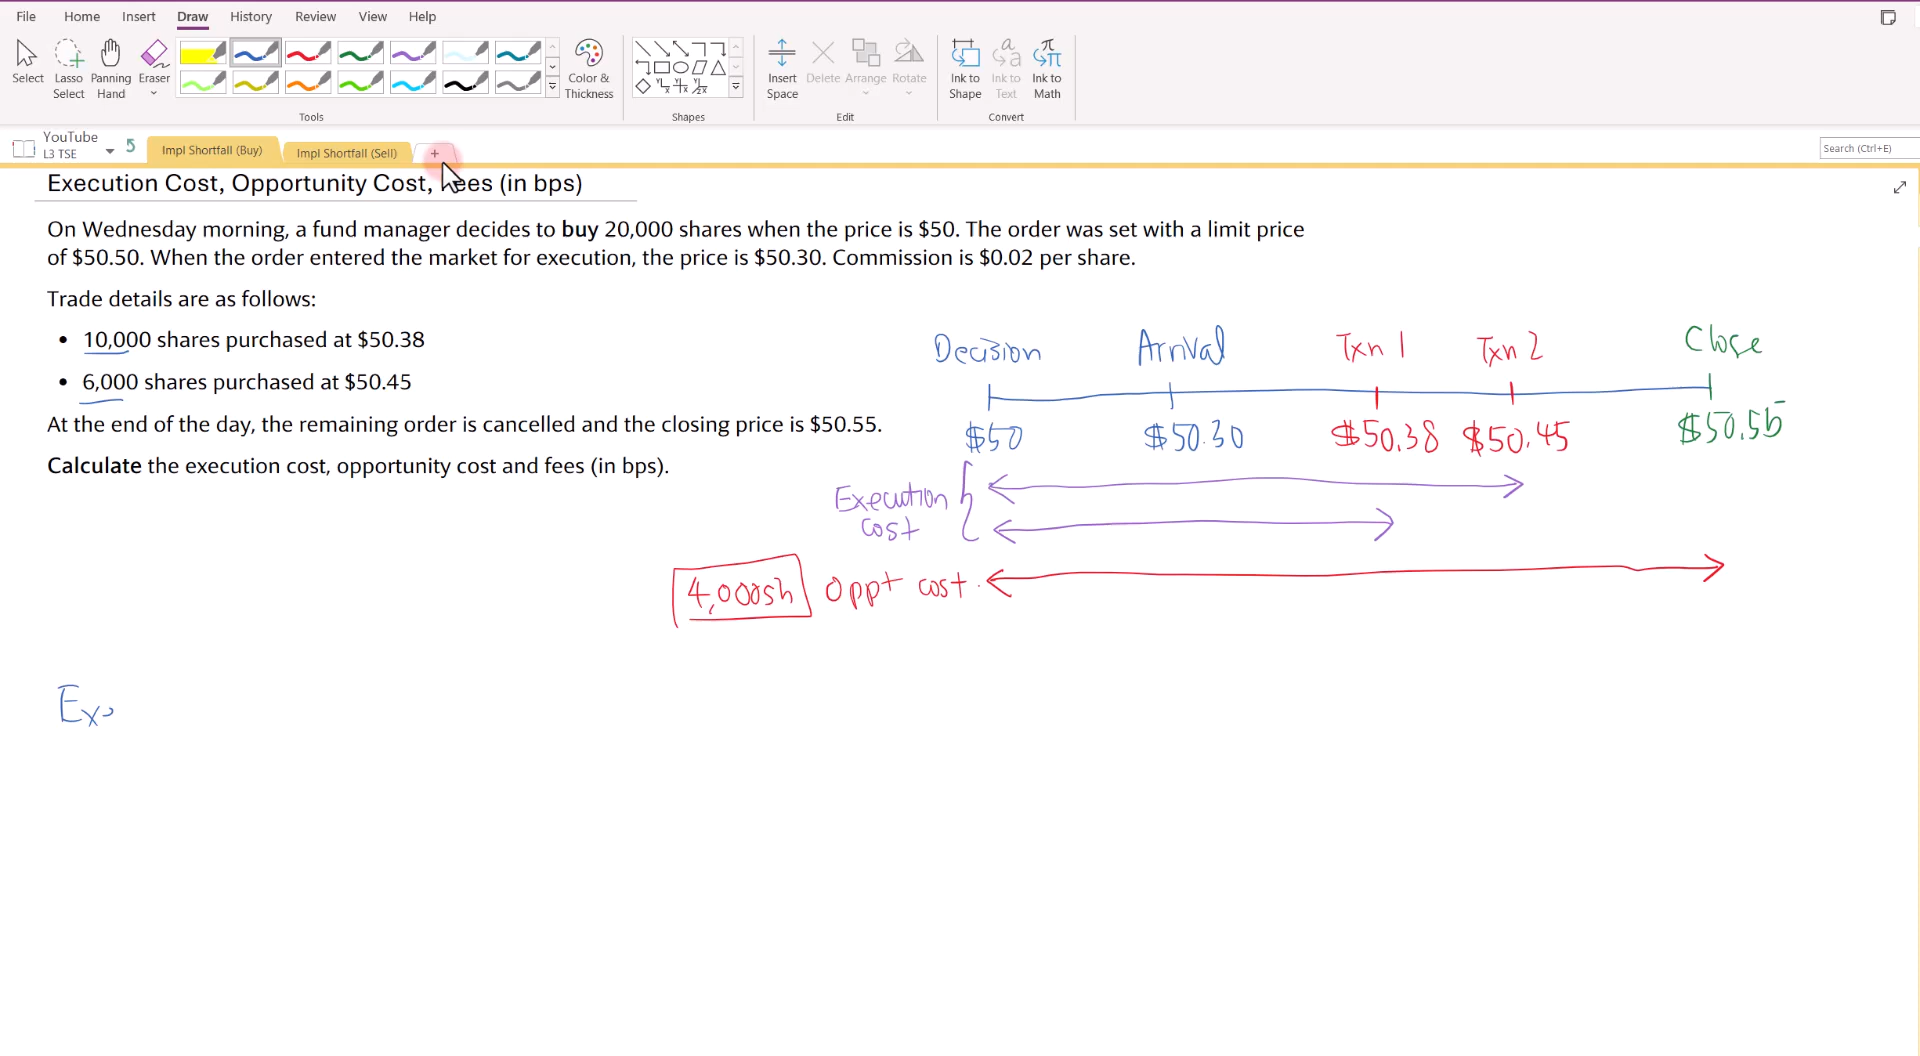 File Home Insert Draw History Review View Help
Select Lasso Select Panning Hand Eraser Color & Thickness Insert Space Delete Arrange Rotate Ink to Shape Ink to Text Ink to Math
Tools Shapes Edit Convert
YouTube
L3 TSE
Impl Shortfall (Buy) Impl Shortfall (Sell) +
Search (Ctrl+E)
Execution Cost, Opportunity Cost, Fees (in bps)
On Wednesday morning, a fund manager decides to buy 20,000 shares when the price is $50. The order was set with a limit price
of $50.50. When the order entered the market for execution, the price is $50.30. Commission is $0.02 per share.
Trade details are as follows:
• 10,000 shares purchased at $50.38
• 6,000 shares purchased at $50.45
At the end of the day, the remaining order is cancelled and the closing price is $50.55.
Calculate the execution cost, opportunity cost and fees (in bps).
Decision Arrival Txn 1 Txn 2 Close
$50 $50.30 $50.38 $50.45 $50.55
Execution
cost
4,000sh Oppt cost
Ex